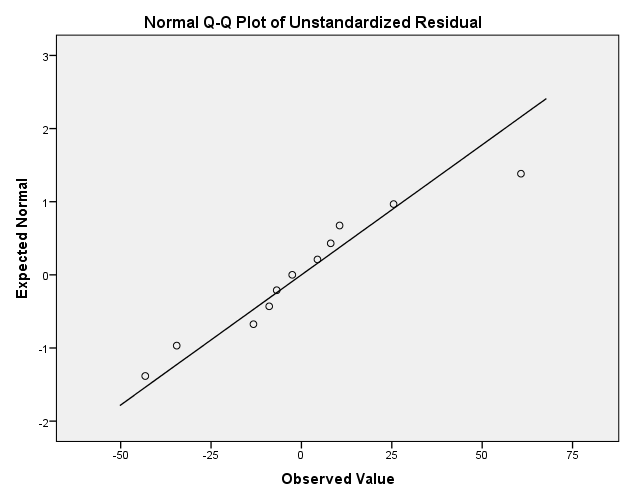 Normal Q-Q Plot of Unstandardized Residual
3
2
1
0
-1
-2
Expected Normal
-50 -25 0 25 50 75
Observed Value